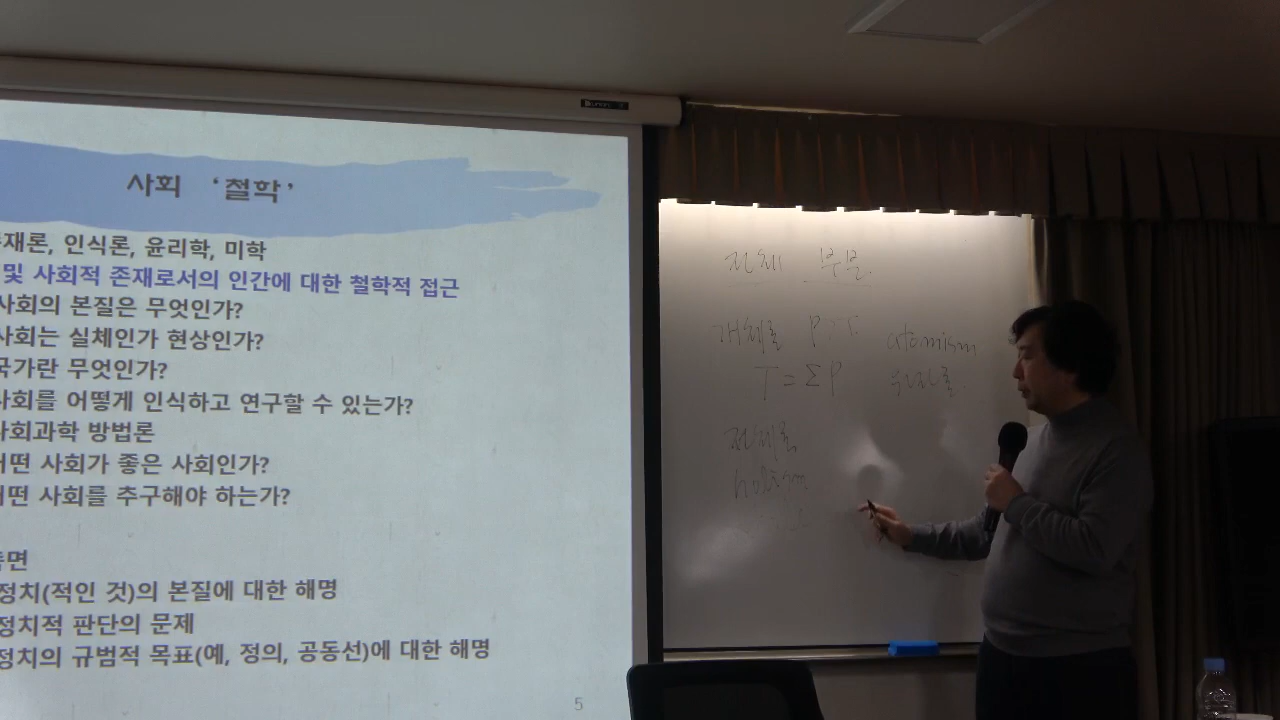 사회 '철학'
재론, 인식론, 윤리학, 미학
및 사회적 존재로서의 인간에 대한 철학적 접근
사회의 본질은 무엇인가?
사회는 실체인가 현상인가?
국가란 무엇인가?
사회를 어떻게 인식하고 연구할 수 있는가?
사회과학 방법론
어떤 사회가 좋은 사회인가?
어떤 사회를 추구해야 하는가?
측면
정치(적인 것)의 본질에 대한 해명
정치적 판단의 문제
정치의 규범적 목표(예, 정의, 공동선)에 대한 해명
5
전체 부분
개체론 atomism
T = ΣP 원자론
전체론
holism